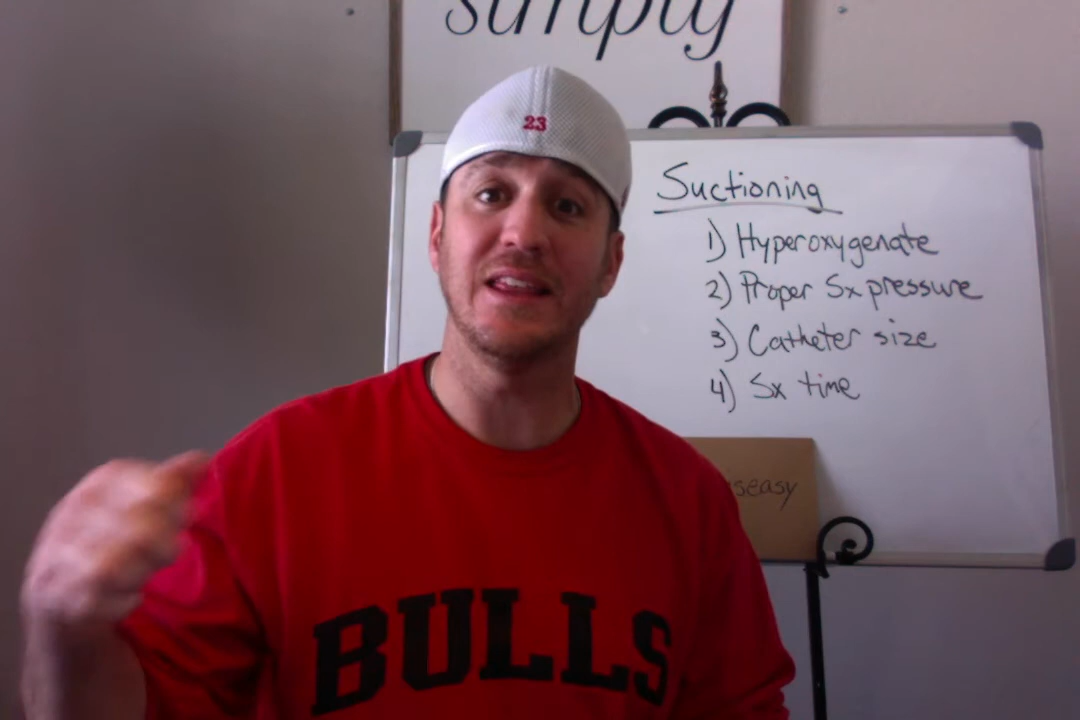 simply
23
Suctioning
1) Hyperoxygenate
2) Proper Sx pressure
3) Catheter size
4) Sx time
BULLS